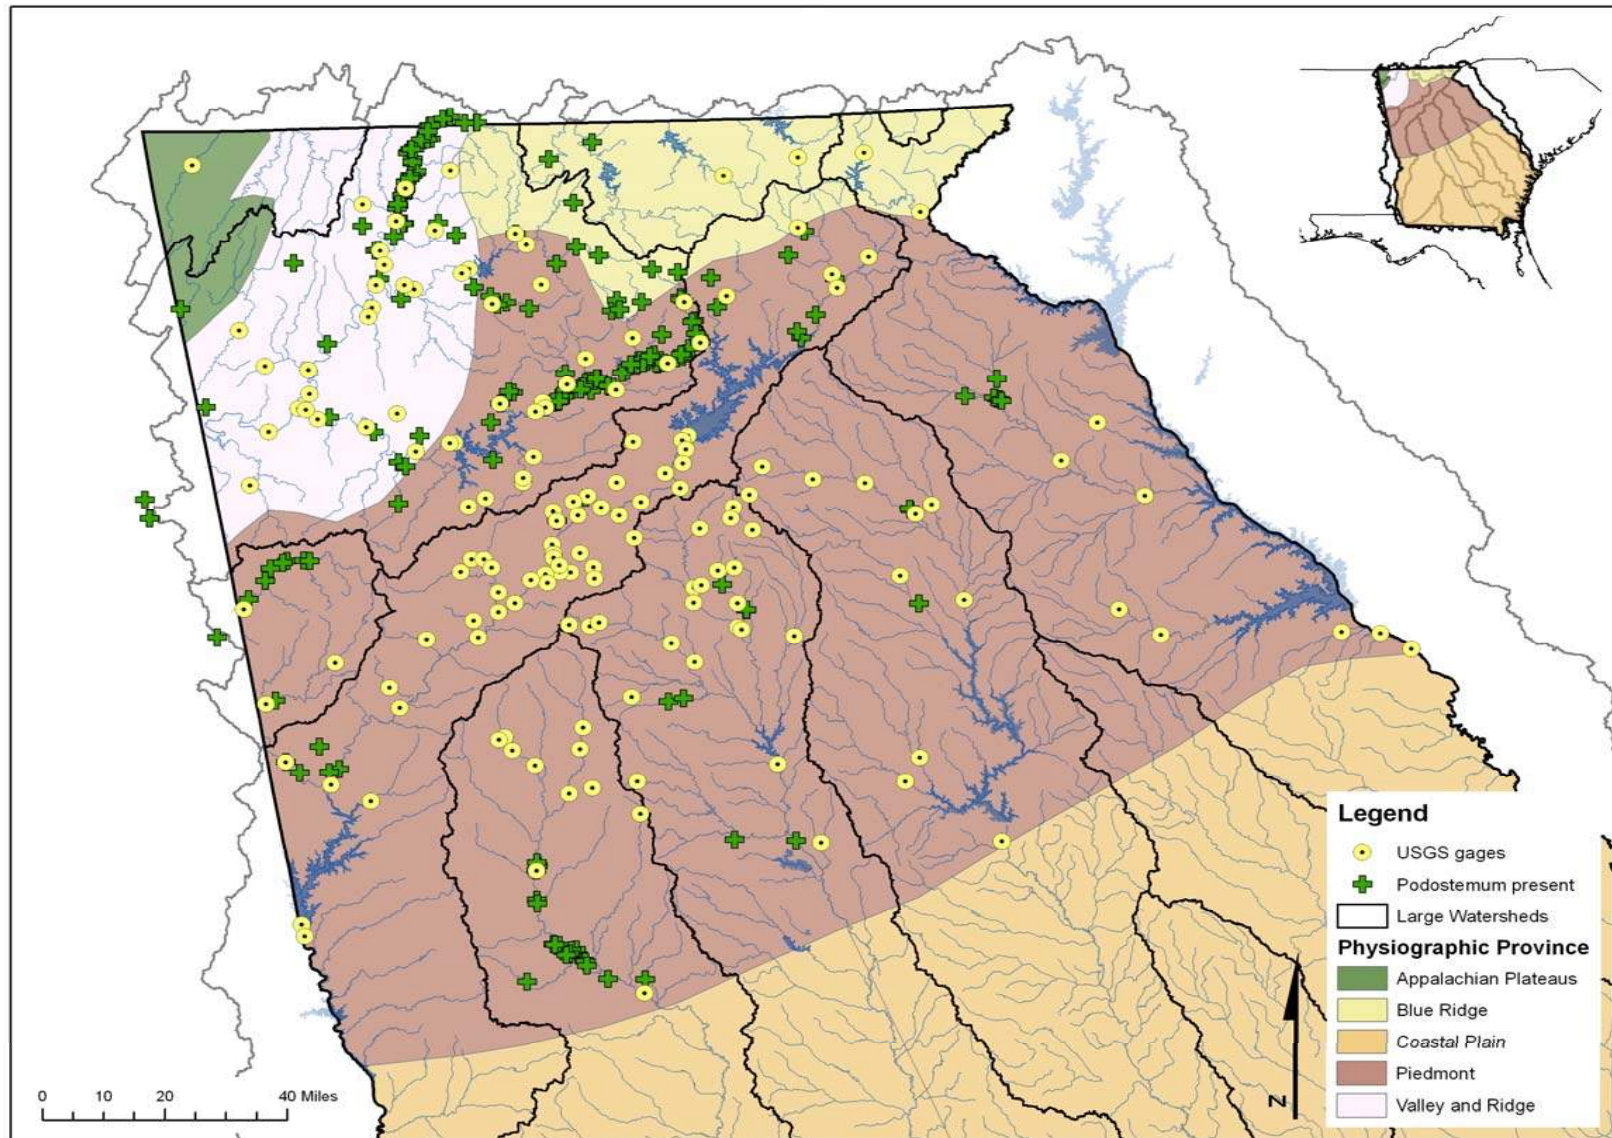 Legend
USGS gages
Podostemum present
Large Watersheds
Physiographic Province
Appalachian Plateaus
Blue Ridge
Coastal Plain
Piedmont
Valley and Ridge
N
0 10 20 40 Miles